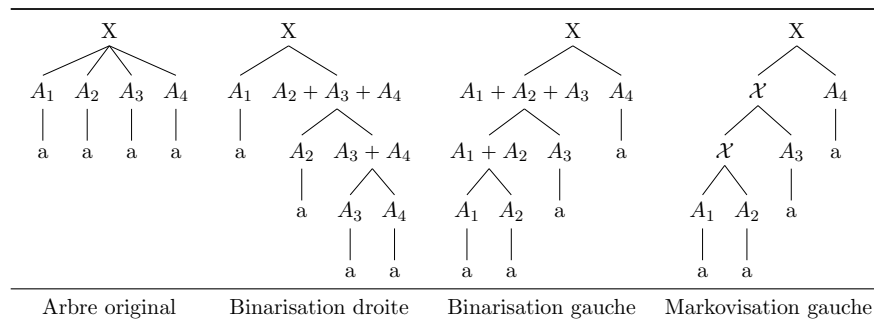 X X X X
A₁ A₂ A₃ A₄ A₁ A₂ + A₃ + A₄ A₁ + A₂ + A₃ A₄ 𝒳 A₄
a a a a a A₂ A₃ + A₄ A₁ + A₂ A₃ a 𝒳 A₃ a
a A₃ A₄ A₁ A₂ a A₁ A₂ a
a a a a a a
Arbre original Binarisation droite Binarisation gauche Markovisation gauche